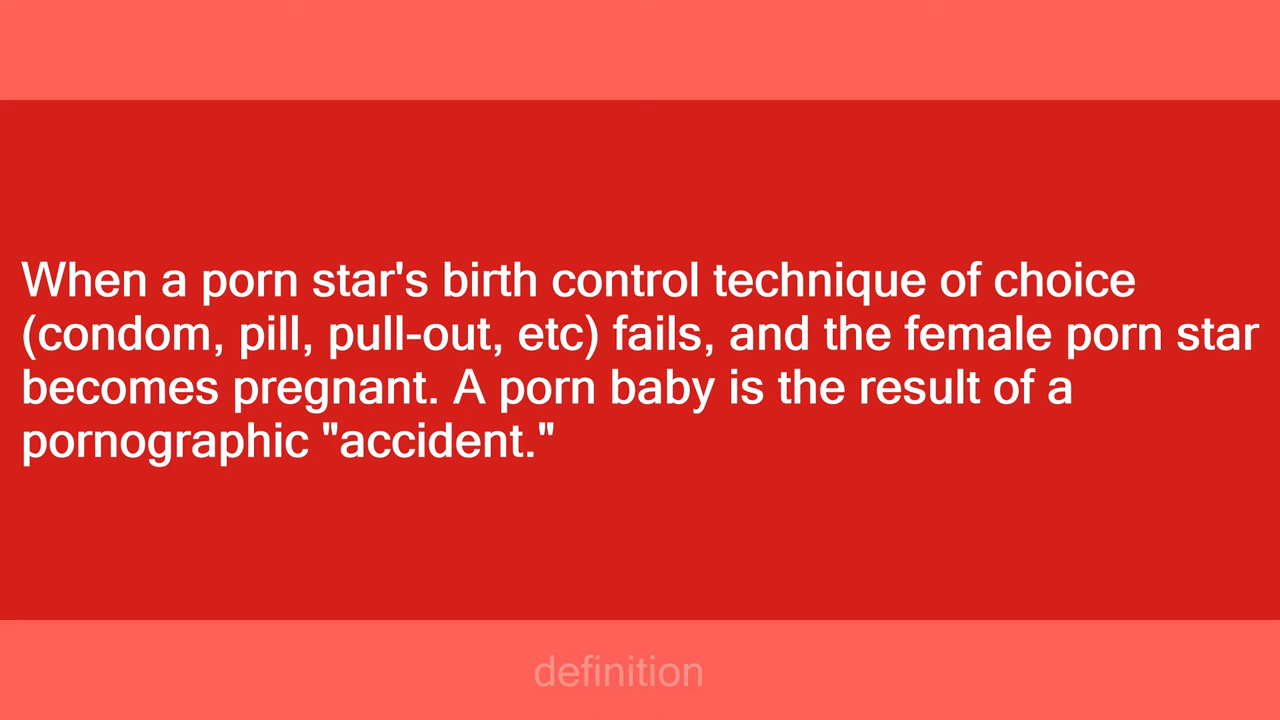 When a porn star's birth control technique of choice
(condom, pill, pull-out, etc) fails, and the female porn star
becomes pregnant. A porn baby is the result of a
pornographic "accident."
definition